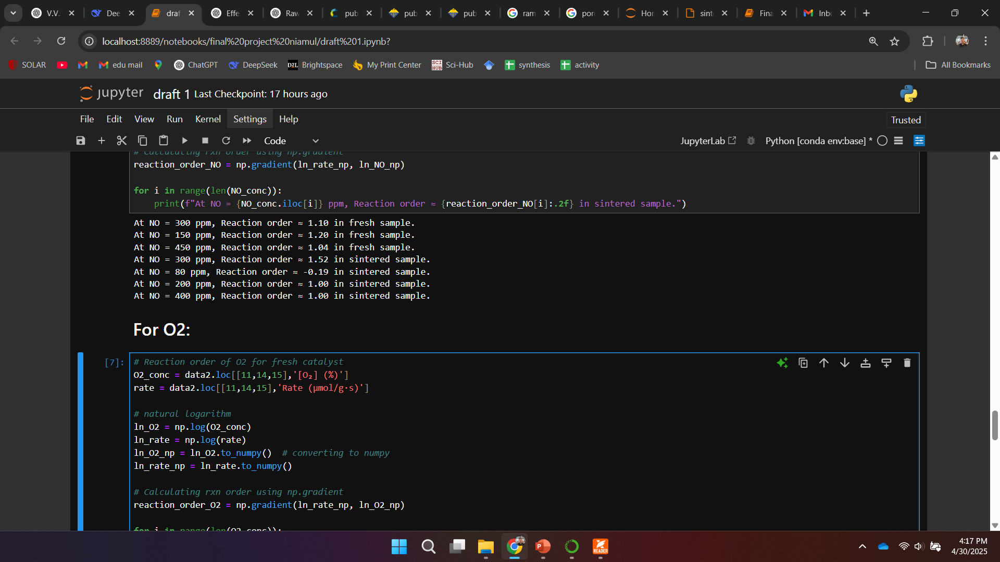 V.V.
Dee
draf
Effe
Raw
pub
pub
pub
ram
por
Hon
sint
Fina
Inbo
localhost:8889/notebooks/final%20project%20niamul/draft%201.ipynb?
SOLAR
edu mail
ChatGPT
DeepSeek
D2L Brightspace
My Print Center
SCI HUB Sci-Hub
synthesis
activity
All Bookmarks
jupyter draft 1 Last Checkpoint: 17 hours ago
File Edit View Run Kernel Settings Help
Trusted
Code
JupyterLab
Python [conda env:base] *
# Calculating rxn order using np.gradient
reaction_order_NO = np.gradient(ln_rate_np, ln_NO_np)
for i in range(len(NO_conc)):
print(f"At NO = {NO_conc.iloc[i]} ppm, Reaction order ≈ {reaction_order_NO[i]:.2f} in sintered sample.")
At NO = 300 ppm, Reaction order ≈ 1.10 in fresh sample.
At NO = 150 ppm, Reaction order ≈ 1.20 in fresh sample.
At NO = 450 ppm, Reaction order ≈ 1.04 in fresh sample.
At NO = 300 ppm, Reaction order ≈ 1.52 in sintered sample.
At NO = 80 ppm, Reaction order ≈ -0.19 in sintered sample.
At NO = 200 ppm, Reaction order ≈ 1.00 in sintered sample.
At NO = 400 ppm, Reaction order ≈ 1.00 in sintered sample.
For O2:
[7]:
# Reaction order of O2 for fresh catalyst
O2_conc = data2.loc[[11,14,15],'[O₂] (%)']
rate = data2.loc[[11,14,15],'Rate (μmol/g·s)']
# natural logarithm
ln_O2 = np.log(O2_conc)
ln_rate = np.log(rate)
ln_O2_np = ln_O2.to_numpy()  # converting to numpy
ln_rate_np = ln_rate.to_numpy()
# Calculating rxn order using np.gradient
reaction_order_O2 = np.gradient(ln_rate_np, ln_O2_np)
for i in range(len(O2_conc)):
READER
4:17 PM
4/30/2025